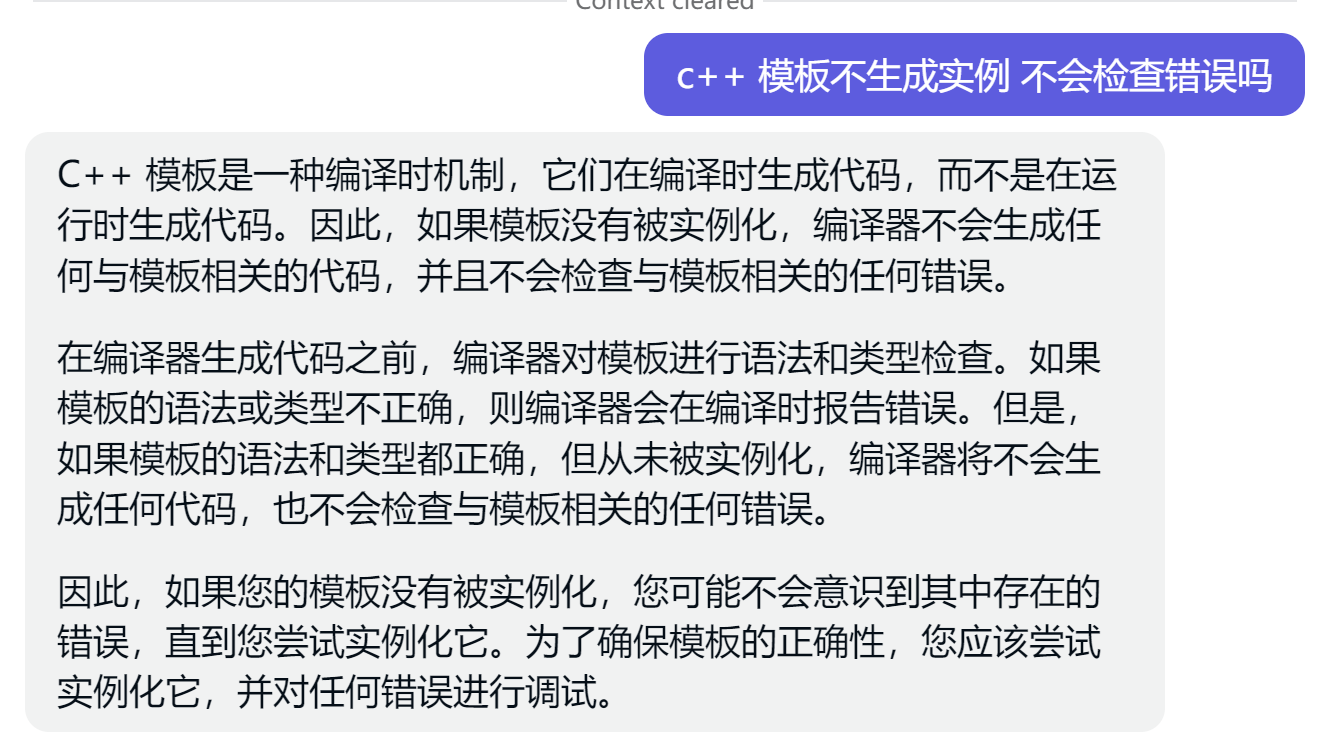 Context cleared
c++ 模板不生成实例 不会检查错误吗
C++ 模板是一种编译时机制，它们在编译时生成代码，而不是在运
行时生成代码。因此，如果模板没有被实例化，编译器不会生成任
何与模板相关的代码，并且不会检查与模板相关的任何错误。
在编译器生成代码之前，编译器对模板进行语法和类型检查。如果
模板的语法或类型不正确，则编译器会在编译时报告错误。但是，
如果模板的语法和类型都正确，但从未被实例化，编译器将不会生
成任何代码，也不会检查与模板相关的任何错误。
因此，如果您的模板没有被实例化，您可能不会意识到其中存在的
错误，直到您尝试实例化它。为了确保模板的正确性，您应该尝试
实例化它，并对任何错误进行调试。